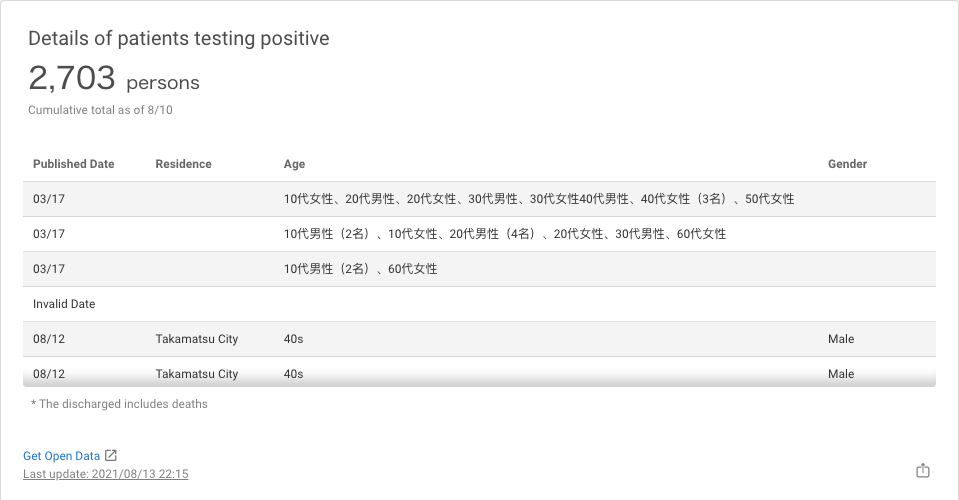 Details of patients testing positive
2,703 persons
Cumulative total as of 8/10
Published Date Residence Age Gender
03/17 10代女性、20代男性、20代女性、30代男性、30代女性40代男性、40代女性（3名）、50代女性
03/17 10代男性（2名）、10代女性、20代男性（4名）、20代女性、30代男性、60代女性
03/17 10代男性（2名）、60代女性
Invalid Date
08/12 Takamatsu City 40s Male
08/12 Takamatsu City 40s Male
* The discharged includes deaths
Get Open Data
Last update: 2021/08/13 22:15